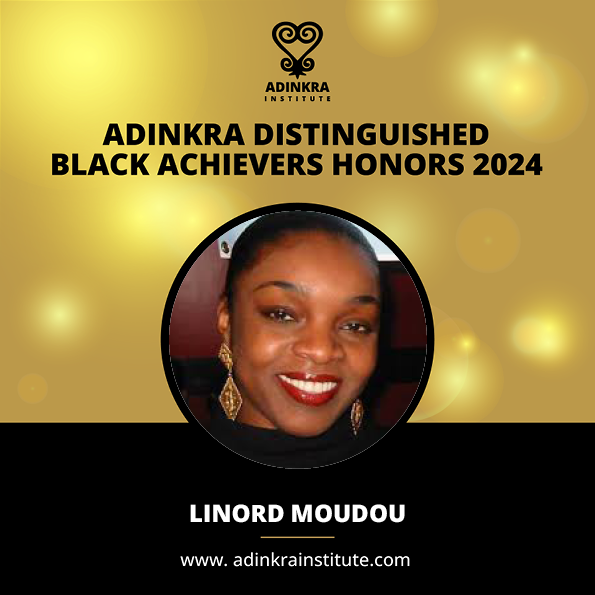 ADINKRA
INSTITUTE
ADINKRA DISTINGUISHED
BLACK ACHIEVERS HONORS 2024
LINORD MOUDOU
www. adinkrainstitute.com